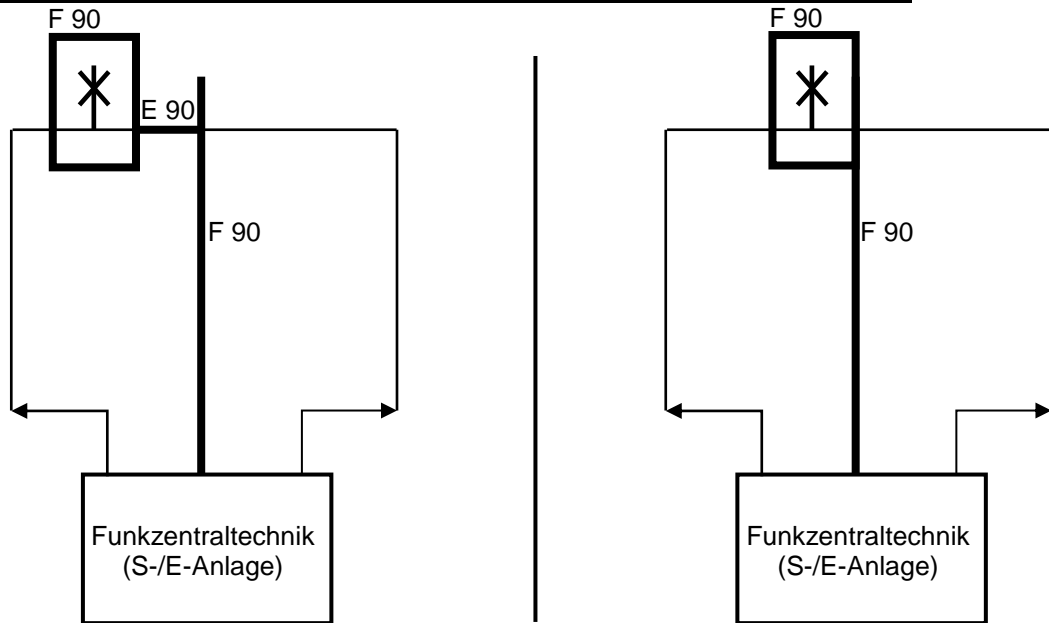 F 90
E 90
F 90
Funkzentraltechnik
(S-/E-Anlage)
F 90
F 90
Funkzentraltechnik
(S-/E-Anlage)